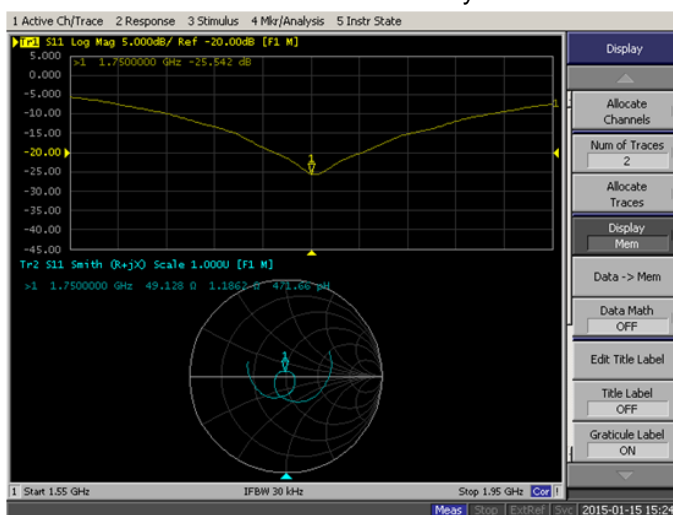 1 Active Ch/Trace 2 Response 3 Stimulus 4 Mkr/Analysis 5 Instr State
Tr1 S11 Log Mag 5.000dB/ Ref -20.00dB [F1 M]
5.000
>1 1.7500000 GHz -25.542 dB
0.000
-5.000
-10.00
-15.00
-20.00
-25.00
-30.00
-35.00
-40.00
-45.00
1
1
Tr2 S11 Smith (R+jX) Scale 1.000U [F1 M]
>1 1.7500000 GHz 49.128 Ω 1.1862 Ω 471.66 pH
1
1 Start 1.55 GHz IFBW 30 kHz Stop 1.95 GHz Cor !
Display
Allocate
Channels
Num of Traces
2
Allocate
Traces
Display
Mem
Data -> Mem
Data Math
OFF
Edit Title Label
Title Label
OFF
Graticule Label
ON
Meas Stop ExtRef Svc 2015-01-15 15:24